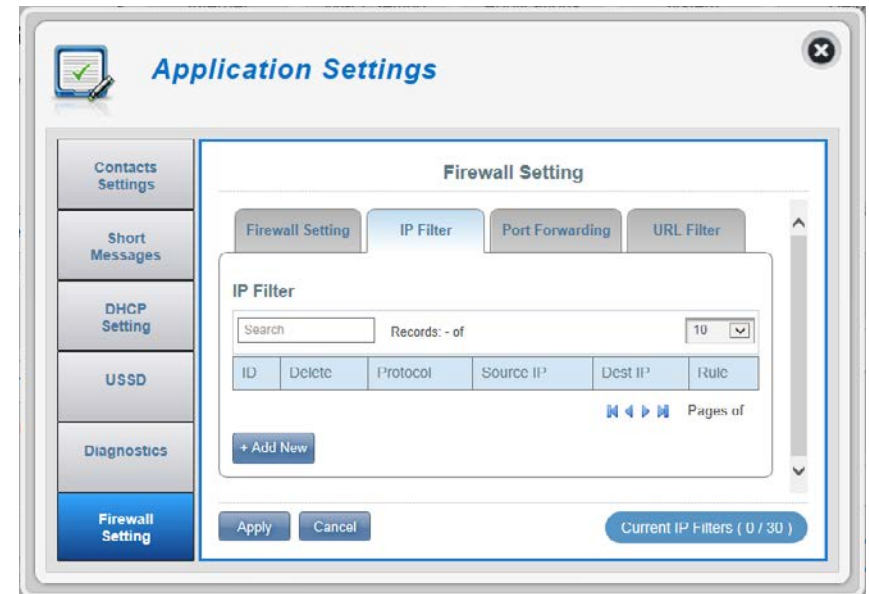 Application Settings
Contacts
Settings
Short
Messages
DHCP
Setting
USSD
Diagnostics
Firewall
Setting
Firewall Setting
Firewall Setting
IP Filter
Port Forwarding
URL Filter
IP Filter
Search
Records: - of
10
ID
Delete
Protocol
Source IP
Dest IP
Rule
Pages of
+ Add New
Apply
Cancel
Current IP Filters ( 0 / 30 )